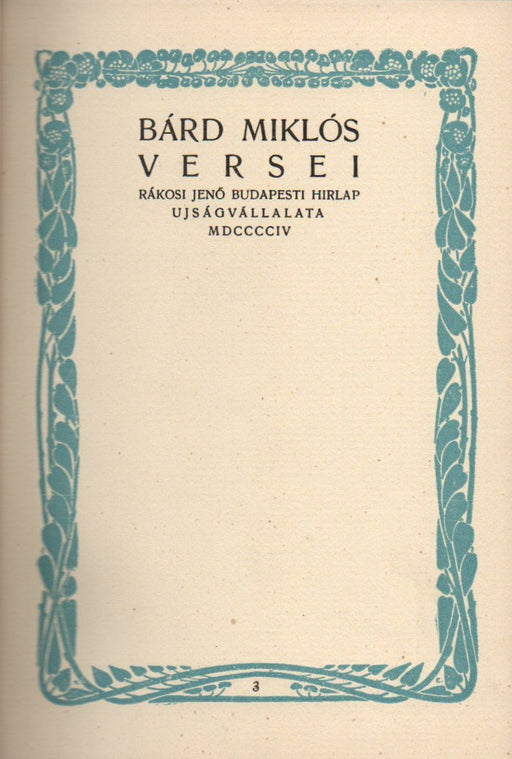 BÁRD MIKLÓS
VERSEI
RÁKOSI JENŐ BUDAPESTI HIRLAP
UJSÁGVÁLLALATA
MDCCCCIV
3